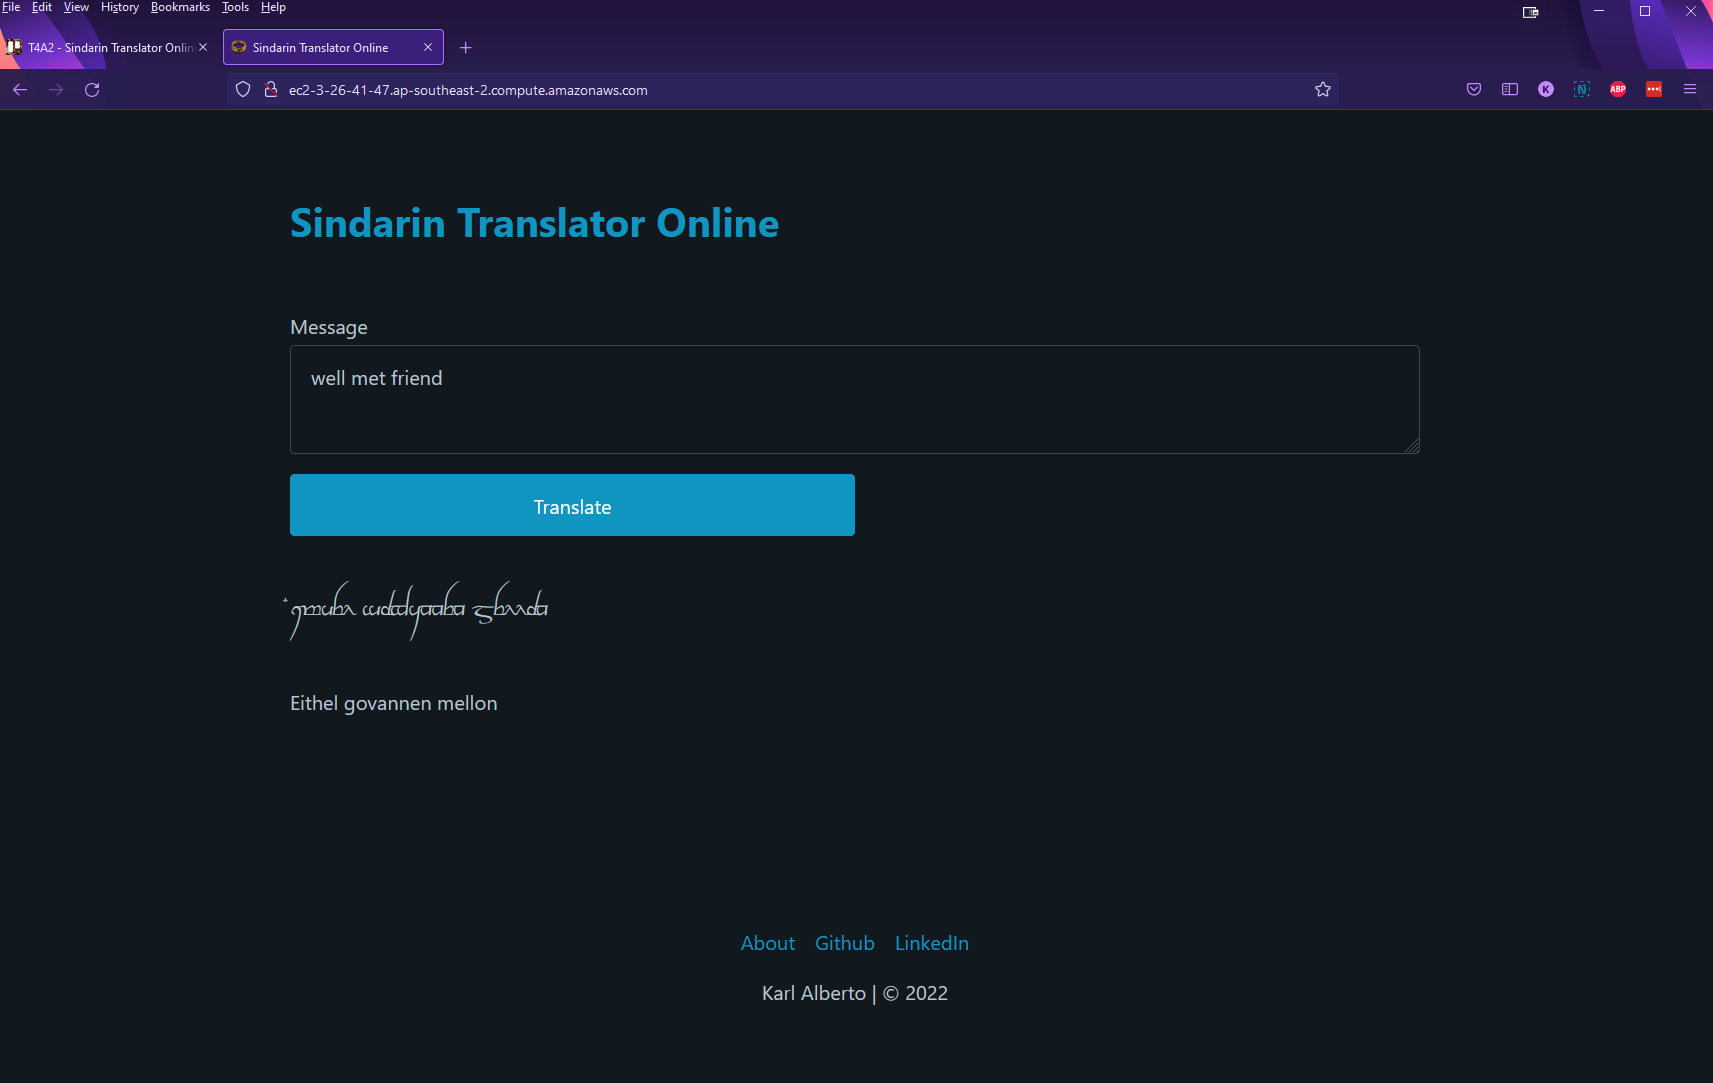 File Edit View History Bookmarks Tools Help
T4A2 - Sindarin Translator Onlin
Sindarin Translator Online
ec2-3-26-41-47.ap-southeast-2.compute.amazonaws.com
K
N
ABP
Sindarin Translator Online
Message
well met friend
Translate
Eithel govannen mellon
About Github LinkedIn
Karl Alberto | © 2022